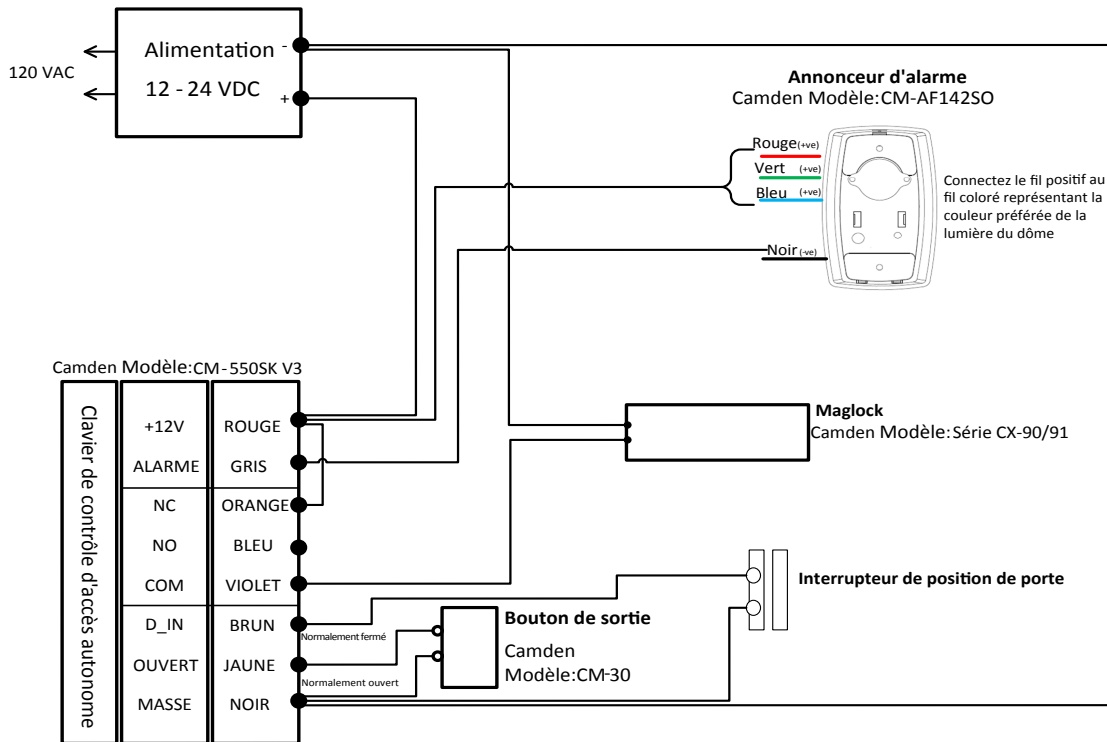 Alimentation
12 - 24 VDC
-
+
120 VAC
Annonceur d'alarme
Camden Modèle:CM-AF142SO
Rouge(+ve)
Vert (+ve)
Bleu (+ve)
Noir (-ve)
Connectez le fil positif au
fil coloré représentant la
couleur préférée de la
lumière du dôme
Camden Modèle:CM-550SK V3
Clavier de contrôle d'accès autonome
+12V ROUGE
ALARME GRIS
NC ORANGE
NO BLEU
COM VIOLET
D_IN BRUN
OUVERT JAUNE
MASSE NOIR
Maglock
Camden Modèle:Série CX-90/91
Interrupteur de position de porte
Normalement fermé
Normalement ouvert
Bouton de sortie
Camden
Modèle:CM-30